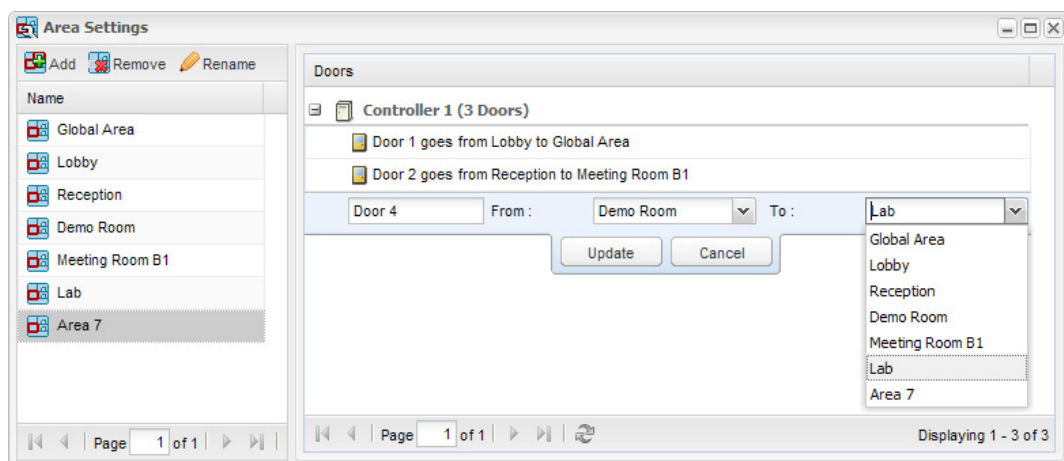 Area Settings
Add Remove Rename
Name
Global Area
Lobby
Reception
Demo Room
Meeting Room B1
Lab
Area 7
Page 1 of 1
Doors
Controller 1 (3 Doors)
Door 1 goes from Lobby to Global Area
Door 2 goes from Reception to Meeting Room B1
Door 4 From : Demo Room To : Lab
Update Cancel
Global Area
Lobby
Reception
Demo Room
Meeting Room B1
Lab
Area 7
Page 1 of 1 Displaying 1 - 3 of 3